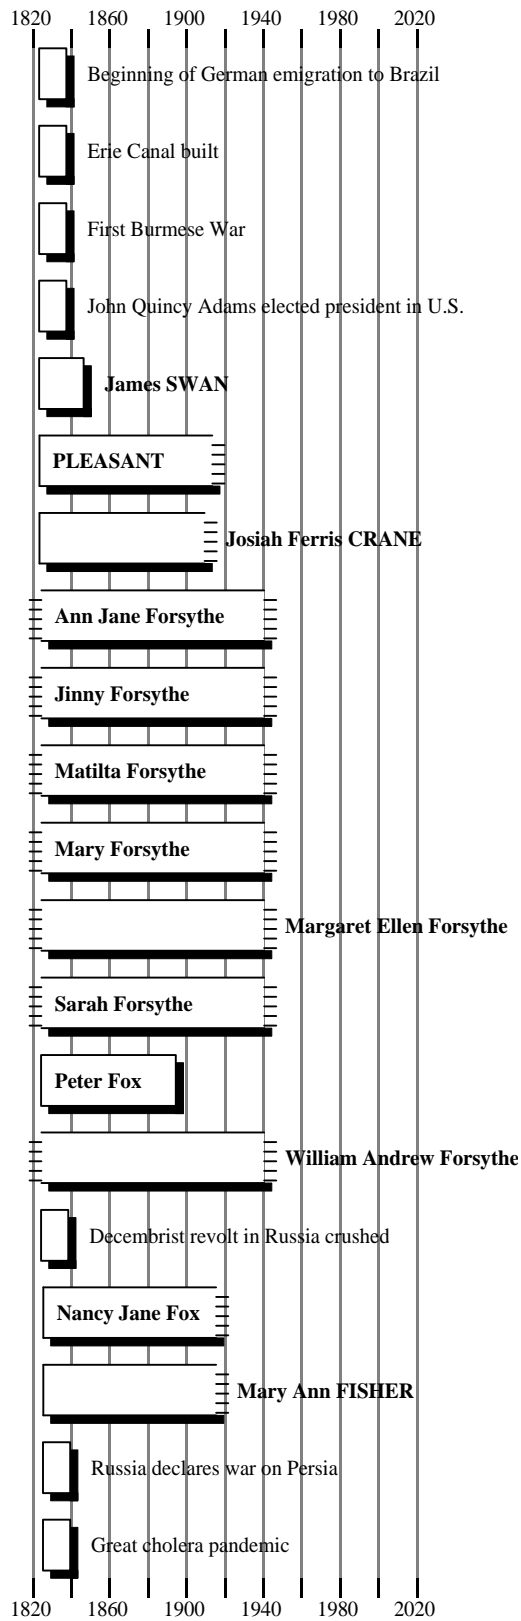 1820 1860 1900 1940 1980 2020
Beginning of German emigration to Brazil
Erie Canal built
First Burmese War
John Quincy Adams elected president in U.S.
James SWAN
PLEASANT
Josiah Ferris CRANE
Ann Jane Forsythe
Jinny Forsythe
Matilta Forsythe
Mary Forsythe
Margaret Ellen Forsythe
Sarah Forsythe
Peter Fox
William Andrew Forsythe
Decembrist revolt in Russia crushed
Nancy Jane Fox
Mary Ann FISHER
Russia declares war on Persia
Great cholera pandemic
1820 1860 1900 1940 1980 2020